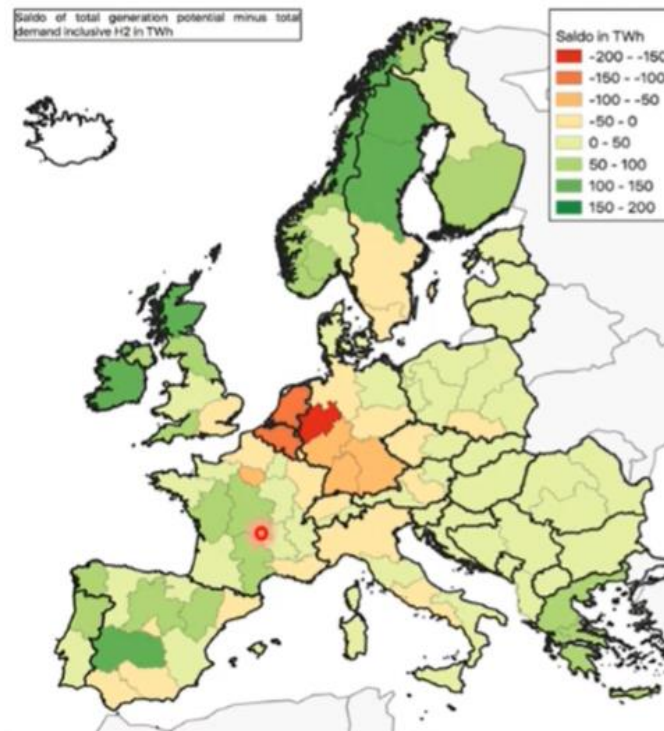 Saldo of total generation potential minus total
demand inclusive H2 in TWh
Saldo in TWh
-200 - -150
-150 - -100
-100 - -50
-50 - 0
0 - 50
50 - 100
100 - 150
150 - 200